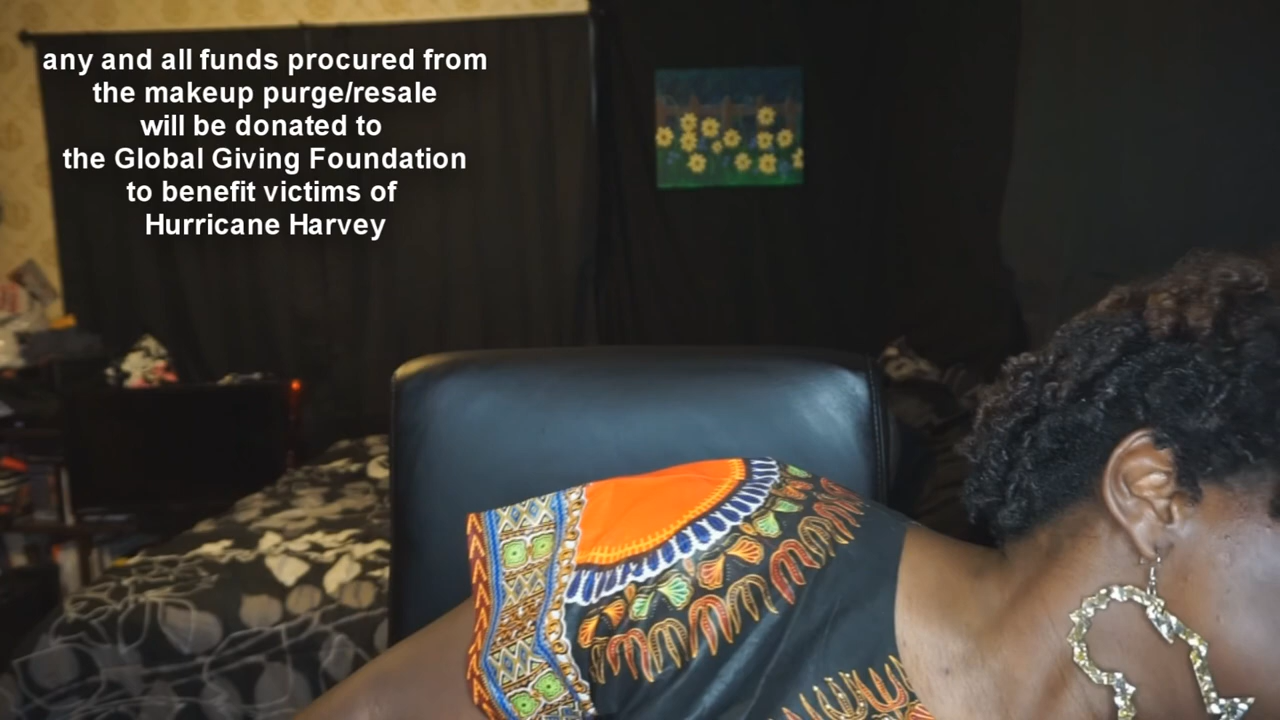 any and all funds procured from
the makeup purge/resale
will be donated to
the Global Giving Foundation
to benefit victims of
Hurricane Harvey